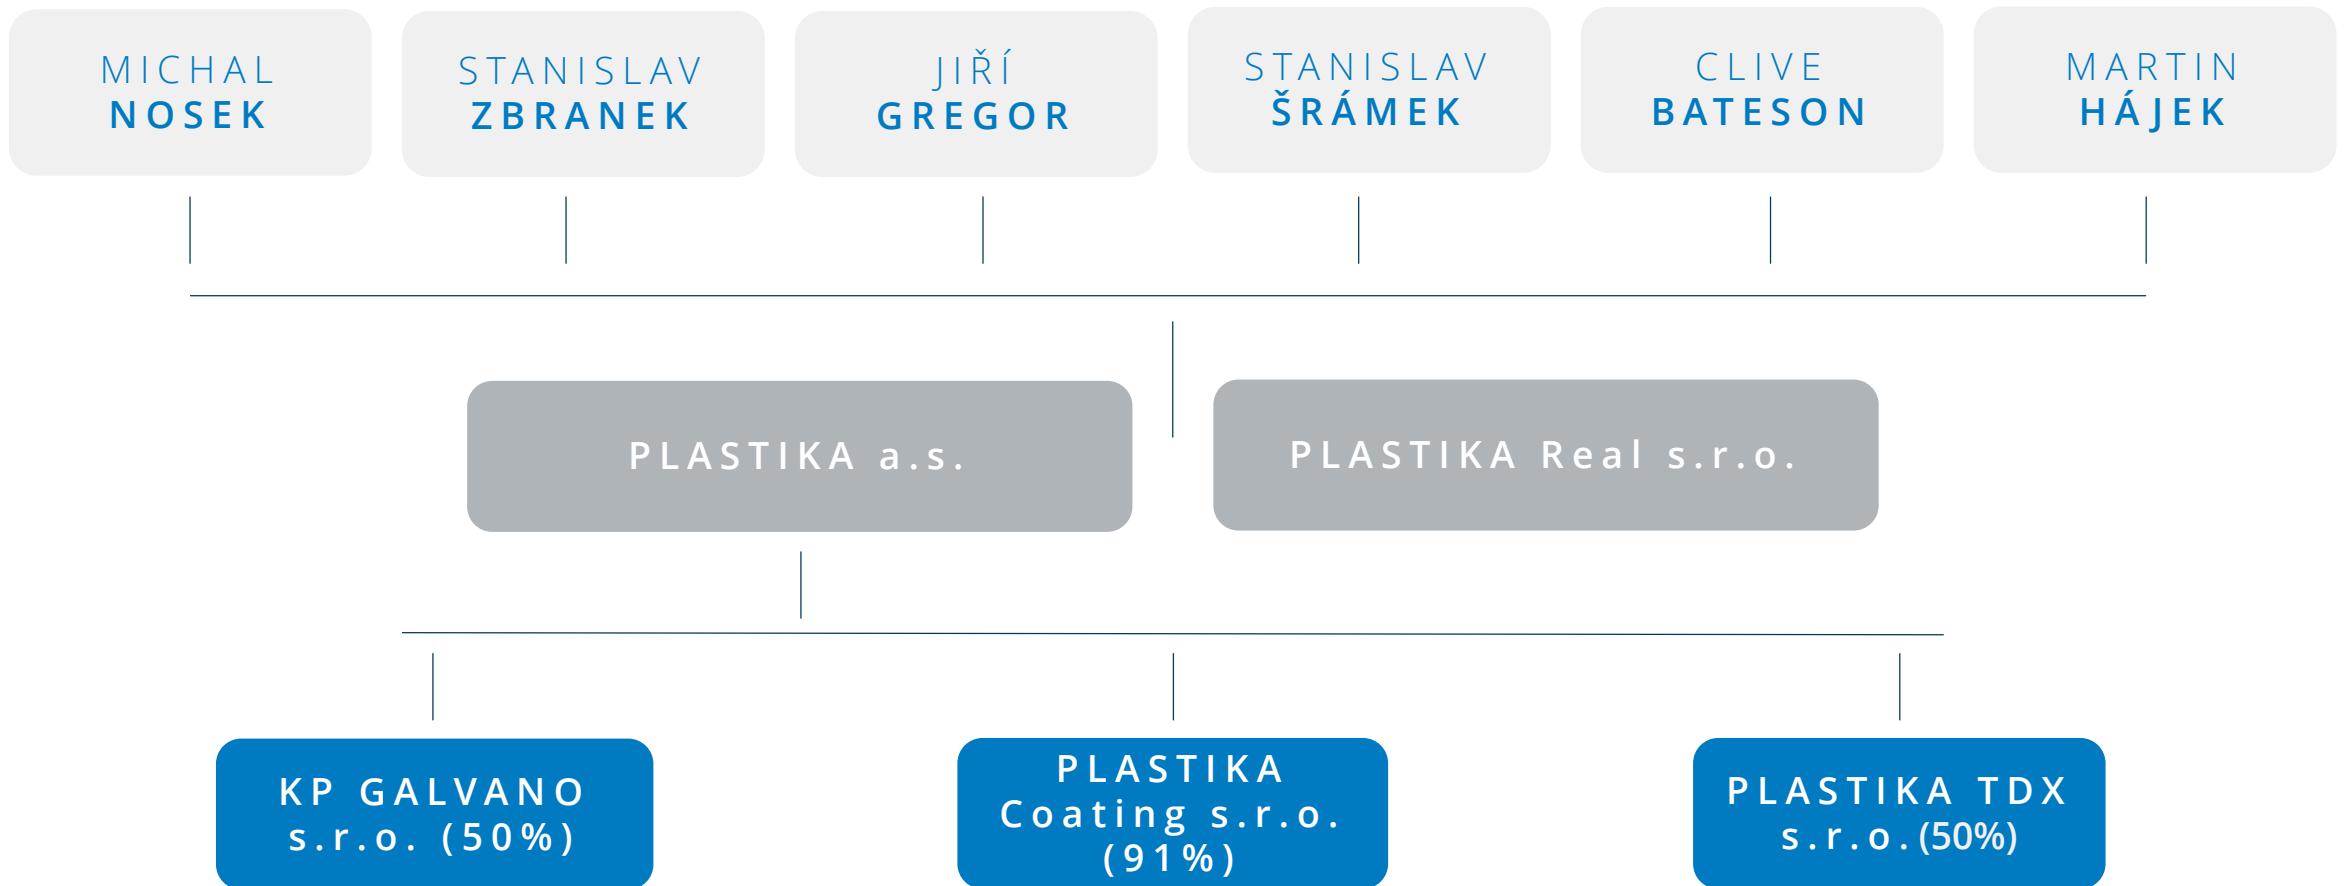 MICHAL
NOSEK
STANISLAV
ZBRANEK
JIŘÍ
GREGOR
STANISLAV
ŠRÁMEK
CLIVE
BATESON
MARTIN
HÁJEK
PLASTIKA a.s.
PLASTIKA Real s.r.o.
KP GALVANO
s.r.o. (50%)
PLASTIKA
Coating s.r.o.
(91%)
PLASTIKA TDX
s.r.o. (50%)